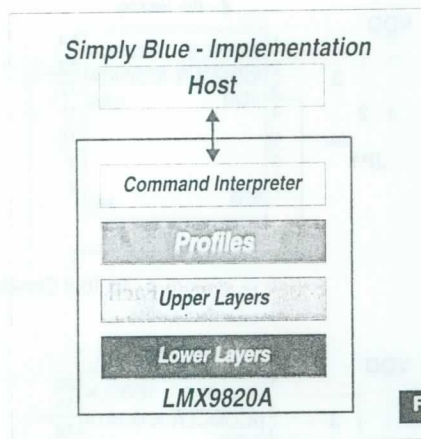 Simply Blue - Implementation
Host
Command Interpreter
Profiles
Upper Layers
Lower Layers
LMX9820A
F